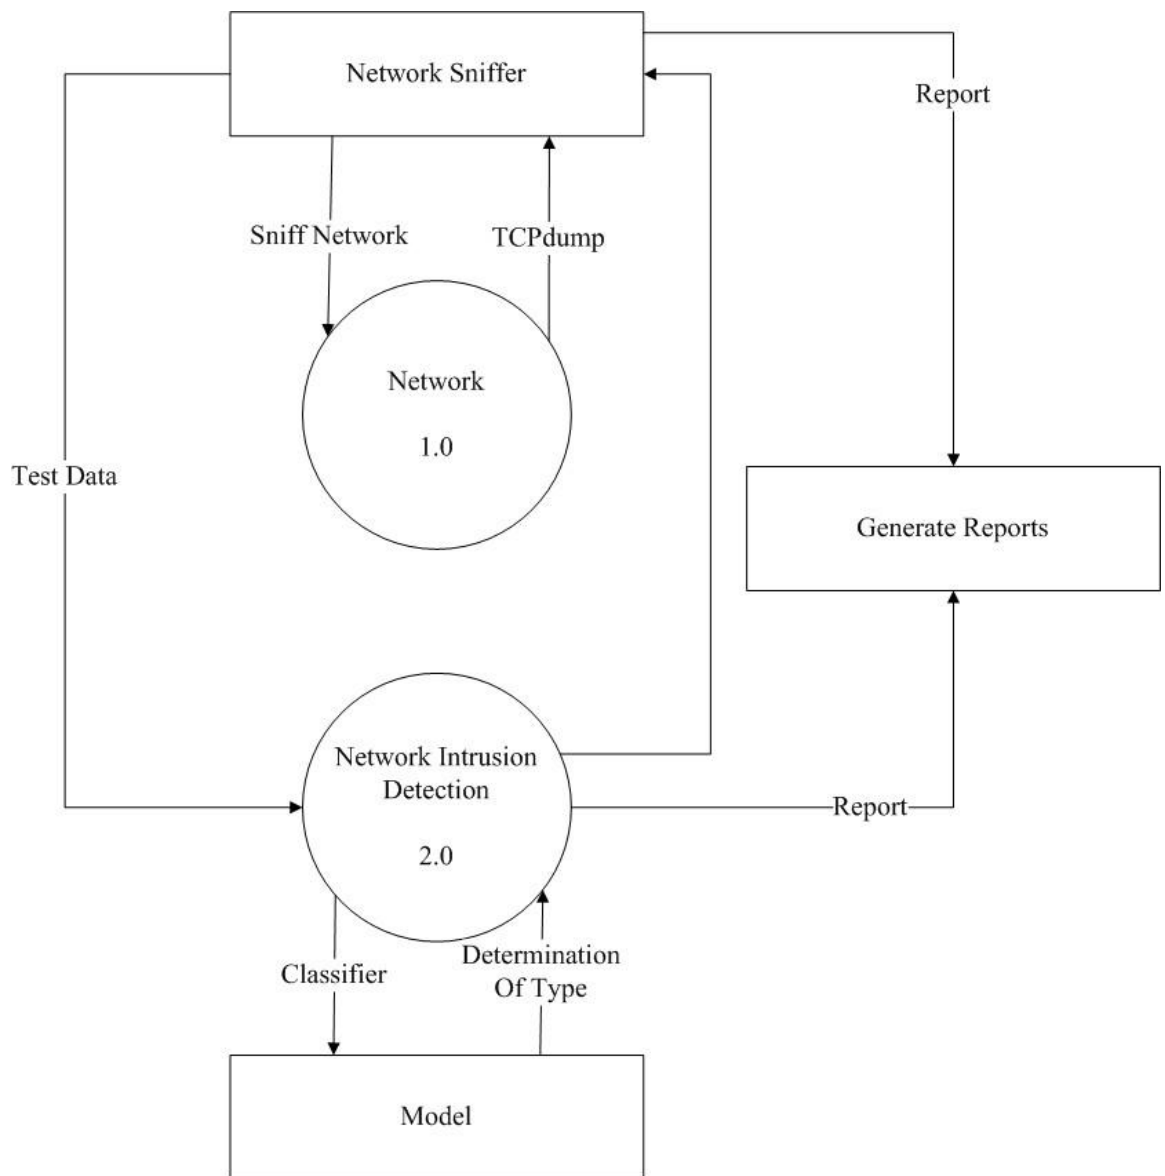 Network Sniffer
Report
Sniff Network
TCPdump
Network
1.0
Test Data
Generate Reports
Network Intrusion
Detection
2.0
Report
Classifier
Determination
Of Type
Model